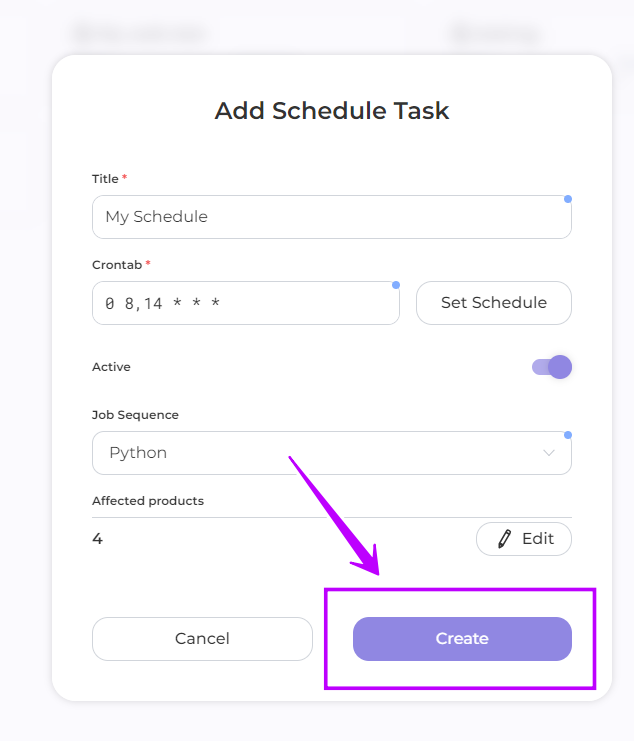 Add Schedule Task
Title *
My Schedule
Crontab *
0 8,14 * * *
Set Schedule
Active
Job Sequence
Python
Affected products
4
Edit
Cancel
Create